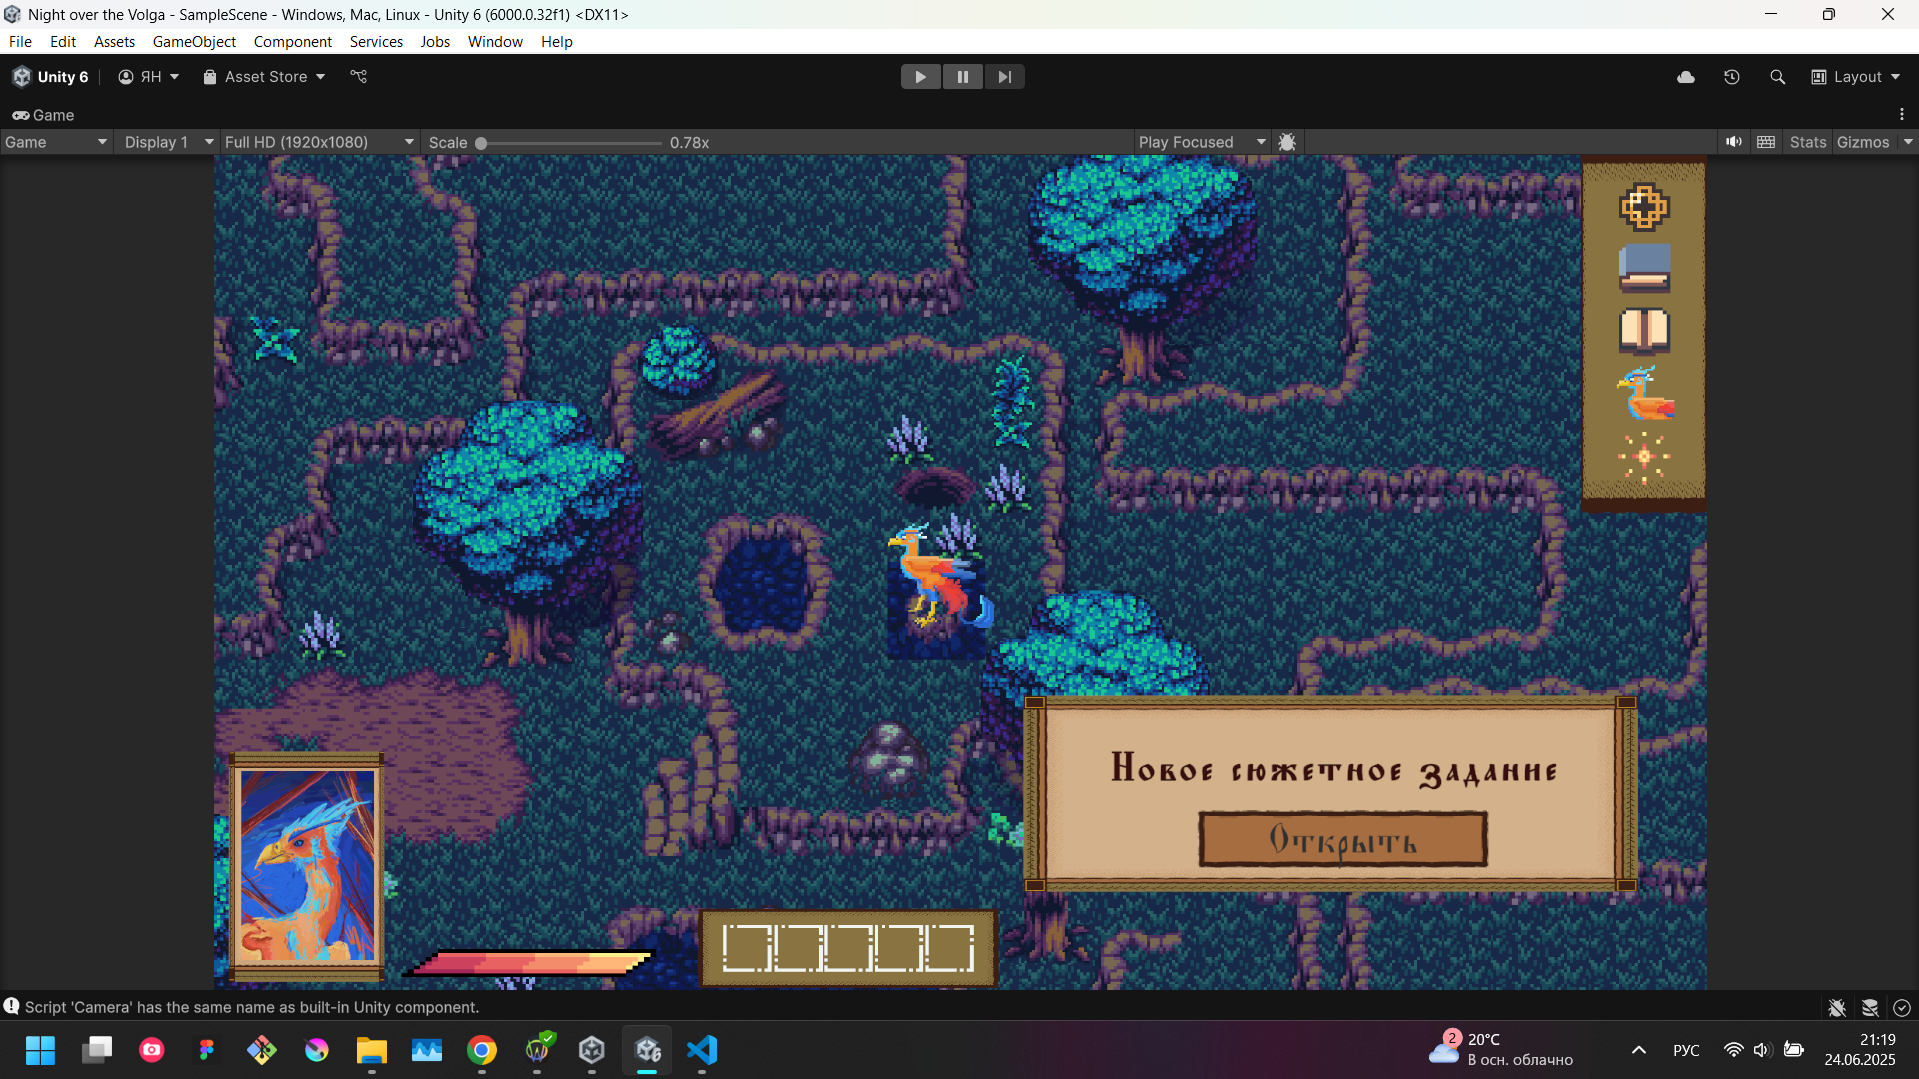 Night over the Volga - SampleScene - Windows, Mac, Linux - Unity 6 (6000.0.32f1) <DX11>
File Edit Assets GameObject Component Services Jobs Window Help
Unity 6 ЯН Asset Store Layout
Game
Game Display 1 Full HD (1920x1080) Scale 0.78x Play Focused Stats Gizmos
Новое сюжетное задание
Открыть
Script 'Camera' has the same name as built-in Unity component.
2 20°C РУС 21:19
В осн. облачно 24.06.2025